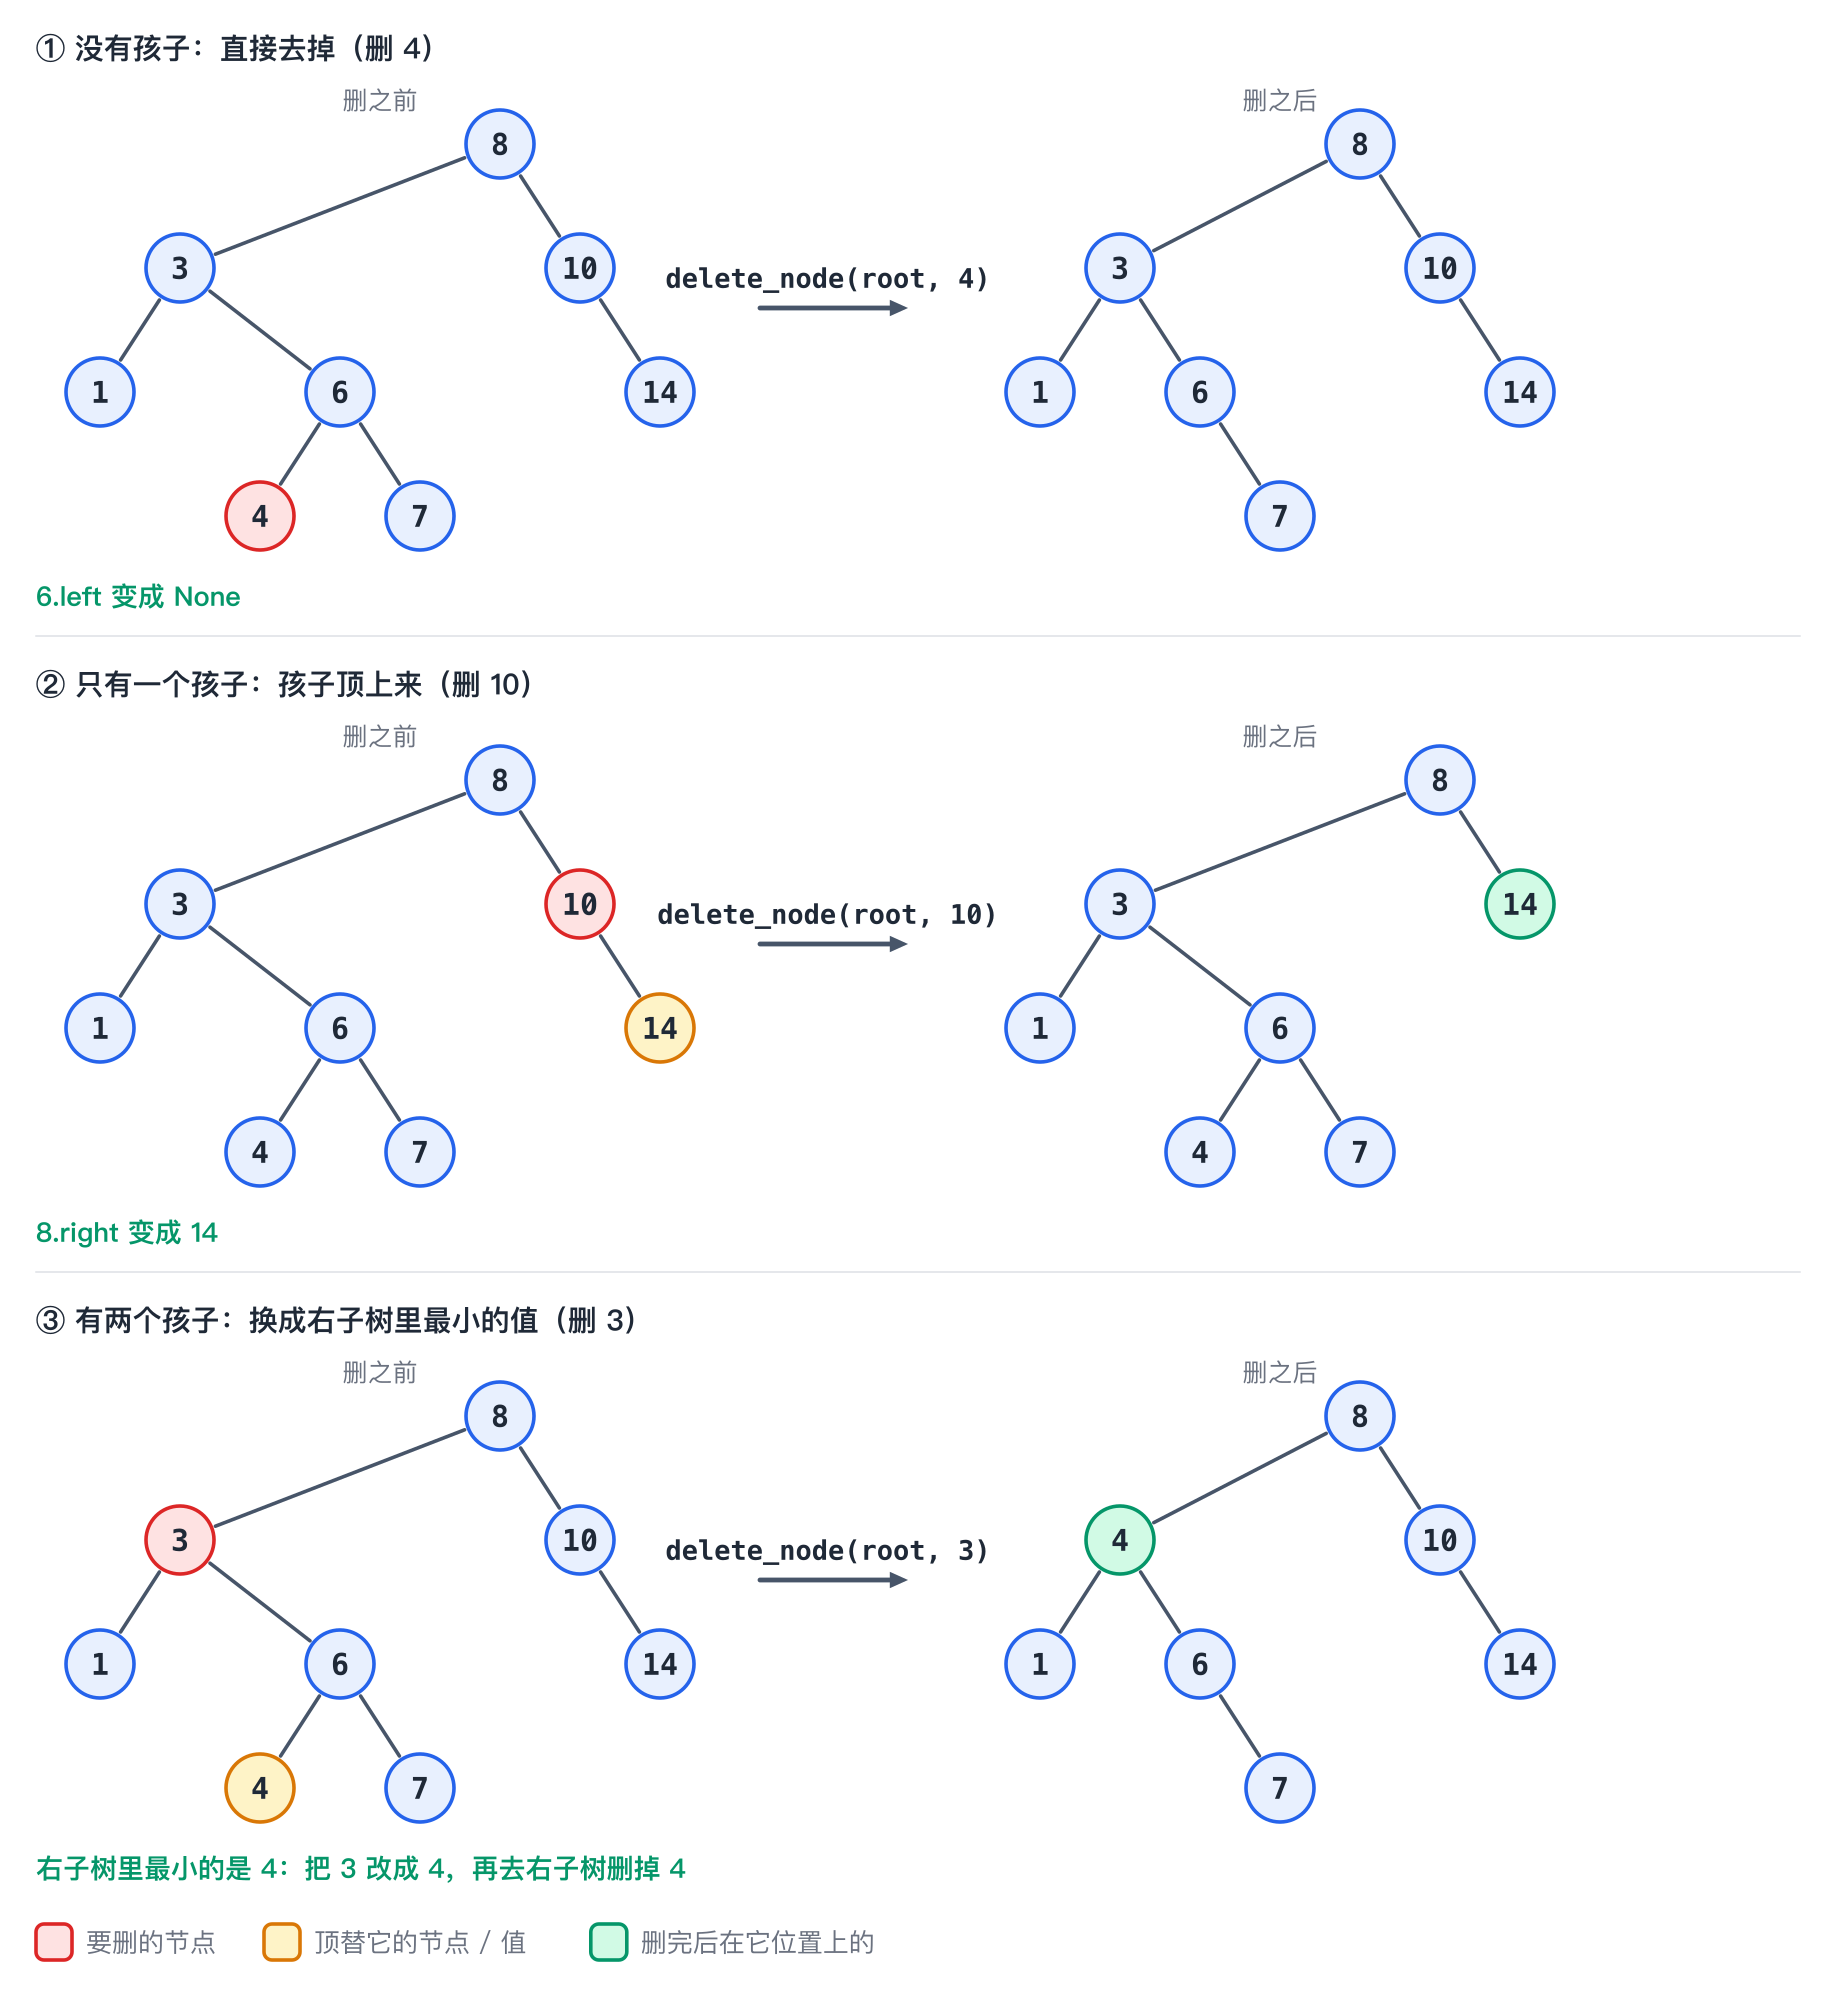 ① 没有孩子：直接去掉（删 4）
删之前 删之后
8 8
3 10 3 10
delete_node(root, 4)
1 6 14 1 6 14
4 7 7
6.left 变成 None
② 只有一个孩子：孩子顶上来（删 10）
删之前 删之后
8 8
3 10 3 14
delete_node(root, 10)
1 6 14 1 6
4 7 4 7
8.right 变成 14
③ 有两个孩子：换成右子树里最小的值（删 3）
删之前 删之后
8 8
3 10 4 10
delete_node(root, 3)
1 6 14 1 6 14
4 7 7
右子树里最小的是 4：把 3 改成 4，再去右子树删掉 4
要删的节点 顶替它的节点 / 值 删完后在它位置上的